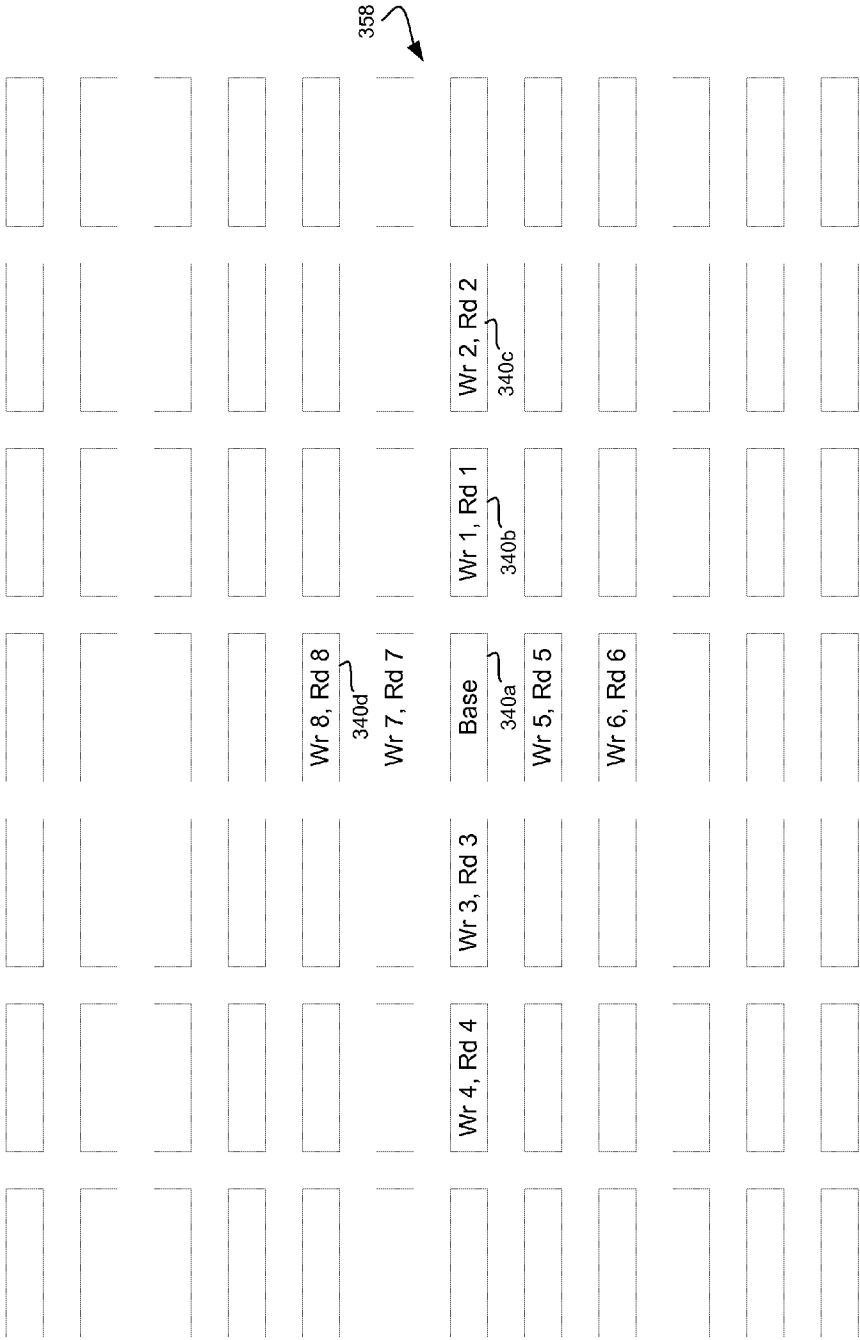 358
Wr 2, Rd 2
340c
Wr 1, Rd 1
340b
Wr 8, Rd 8
340d
Wr 7, Rd 7
Base
340a
Wr 5, Rd 5
Wr 6, Rd 6
Wr 3, Rd 3
Wr 4, Rd 4